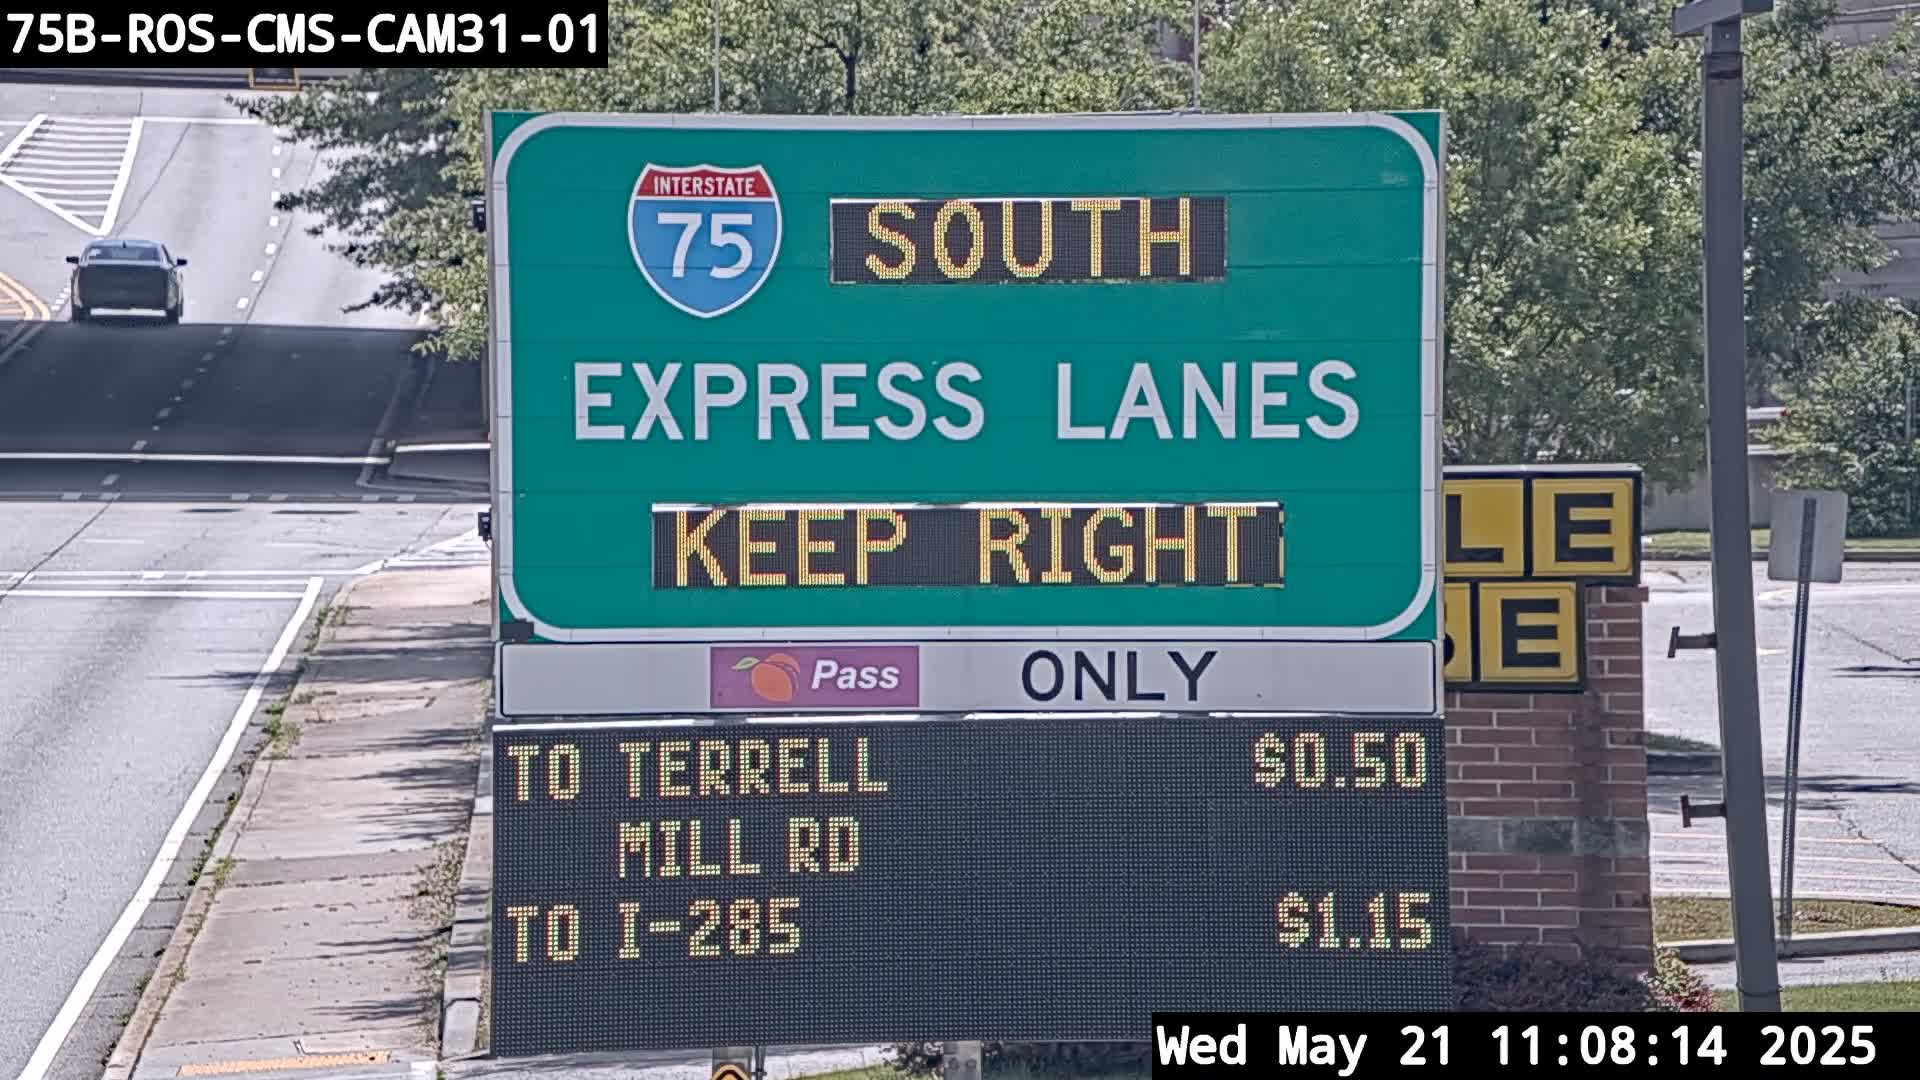 75B-ROS-CMS-CAM31-01
INTERSTATE
75
SOUTH
EXPRESS LANES
KEEP RIGHT
LE
E
Pass ONLY
TO TERRELL $0.50
MILL RD
TO I-285 $1.15
Wed May 21 11:08:14 2025